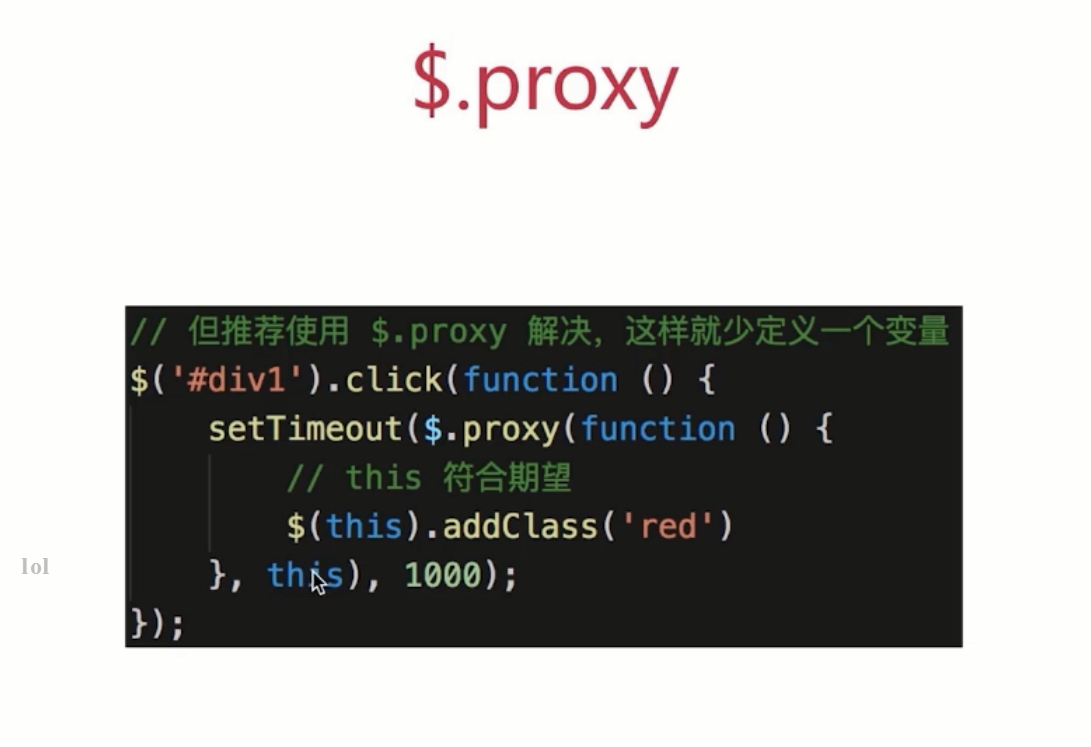 $.proxy
// 但推荐使用 $.proxy 解决，这样就少定义一个变量
$('#div1').click(function () {
    setTimeout($.proxy(function () {
        // this 符合期望
        $(this).addClass('red')
    }, this), 1000);
});
lol